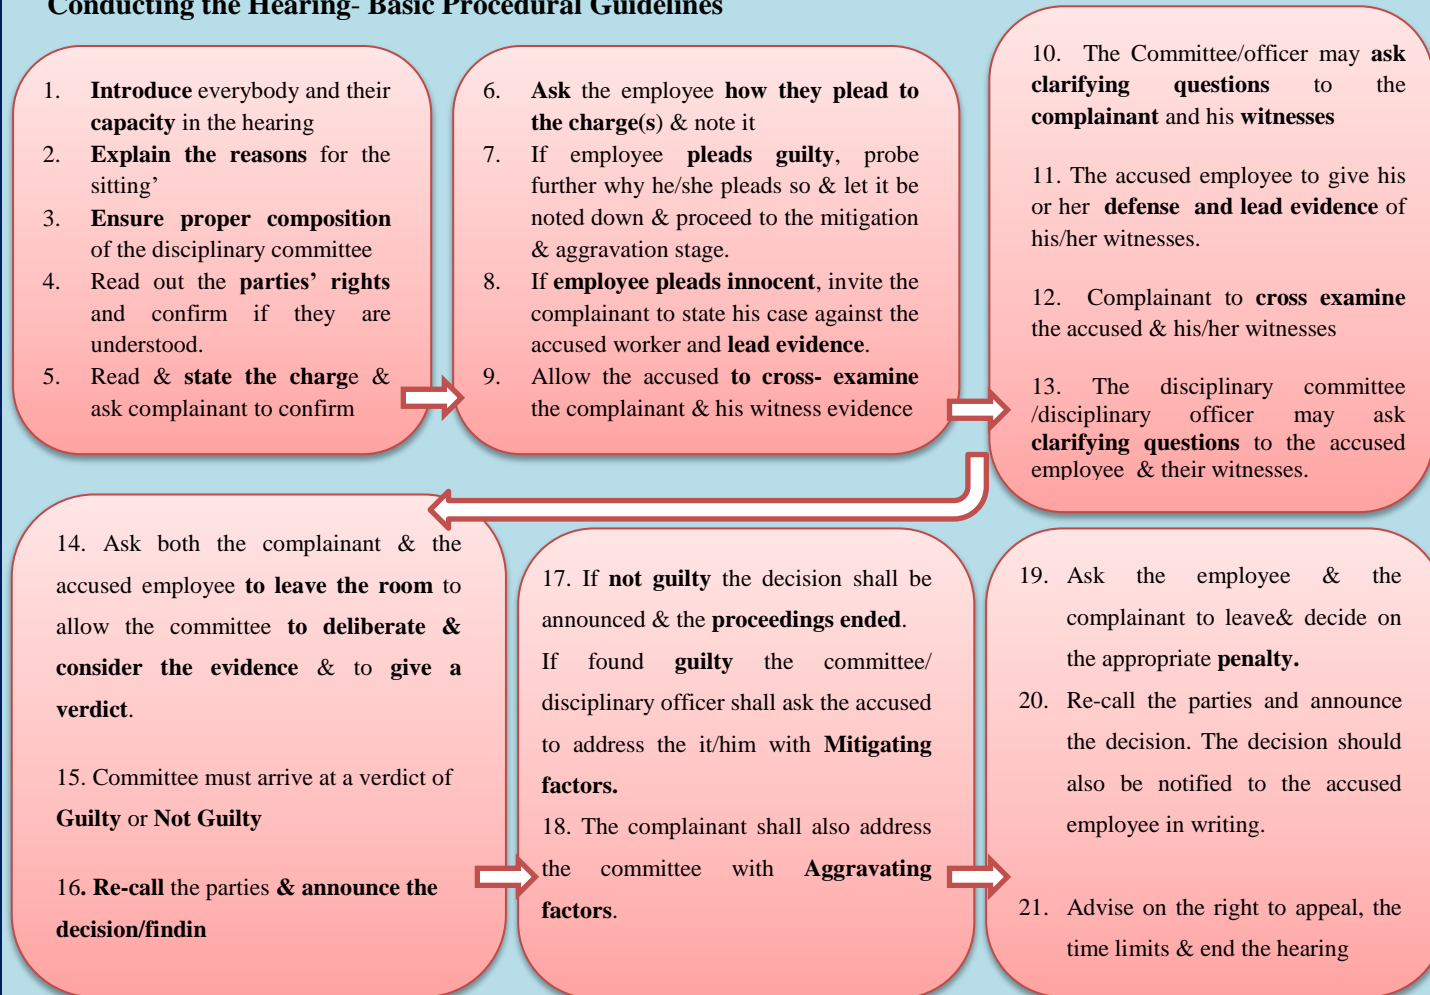 Conducting the Hearing- Basic Procedural Guidelines
1. Introduce everybody and their
capacity in the hearing
2. Explain the reasons for the
sitting’
3. Ensure proper composition
of the disciplinary committee
4. Read out the parties’ rights
and confirm if they are
understood.
5. Read & state the charge &
ask complainant to confirm
6. Ask the employee how they plead to
the charge(s) & note it
7. If employee pleads guilty, probe
further why he/she pleads so & let it be
noted down & proceed to the mitigation
& aggravation stage.
8. If employee pleads innocent, invite the
complainant to state his case against the
accused worker and lead evidence.
9. Allow the accused to cross- examine
the complainant & his witness evidence
10. The Committee/officer may ask
clarifying questions to the
complainant and his witnesses
11. The accused employee to give his
or her defense and lead evidence of
his/her witnesses.
12. Complainant to cross examine
the accused & his/her witnesses
13. The disciplinary committee
/disciplinary officer may ask
clarifying questions to the accused
employee & their witnesses.
14. Ask both the complainant & the
accused employee to leave the room to
allow the committee to deliberate &
consider the evidence & to give a
verdict.
15. Committee must arrive at a verdict of
Guilty or Not Guilty
16. Re-call the parties & announce the
decision/findin
17. If not guilty the decision shall be
announced & the proceedings ended.
If found guilty the committee/
disciplinary officer shall ask the accused
to address the it/him with Mitigating
factors.
18. The complainant shall also address
the committee with Aggravating
factors.
19. Ask the employee & the
complainant to leave& decide on
the appropriate penalty.
20. Re-call the parties and announce
the decision. The decision should
also be notified to the accused
employee in writing.
21. Advise on the right to appeal, the
time limits & end the hearing